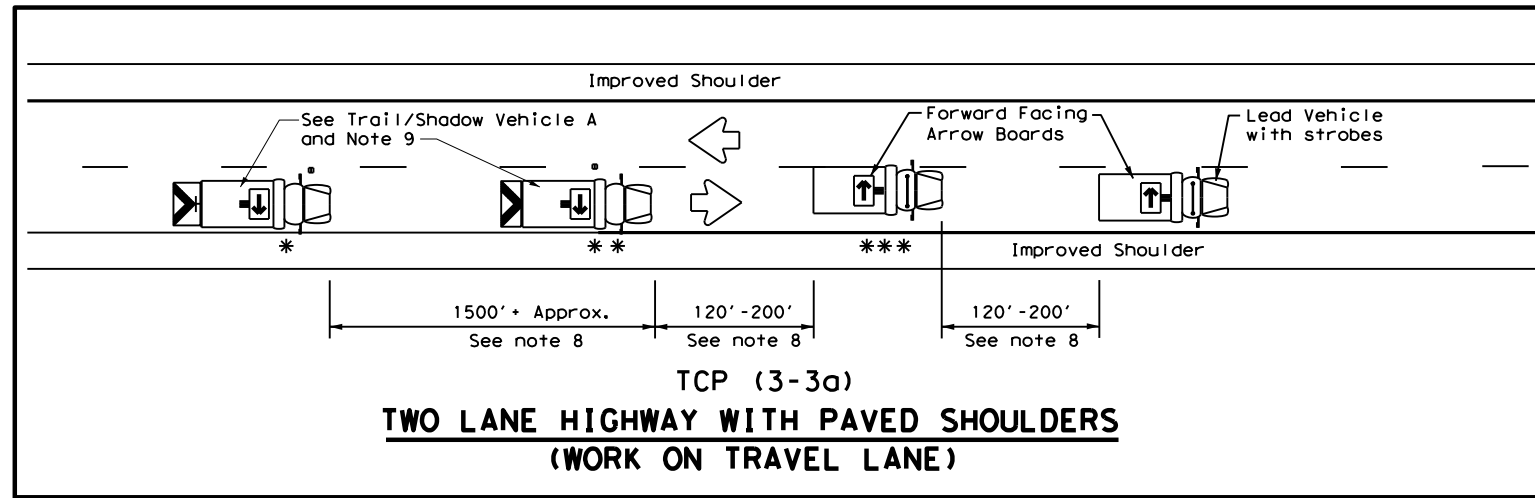 Improved Shoulder
See Trail/Shadow Vehicle A
and Note 9
Forward Facing
Arrow Boards
Lead Vehicle
with strobes
*
**
***
Improved Shoulder
1500'+ Approx.
See note 8
120'-200'
See note 8
120'-200'
See note 8
TCP (3-3a)
TWO LANE HIGHWAY WITH PAVED SHOULDERS
(WORK ON TRAVEL LANE)